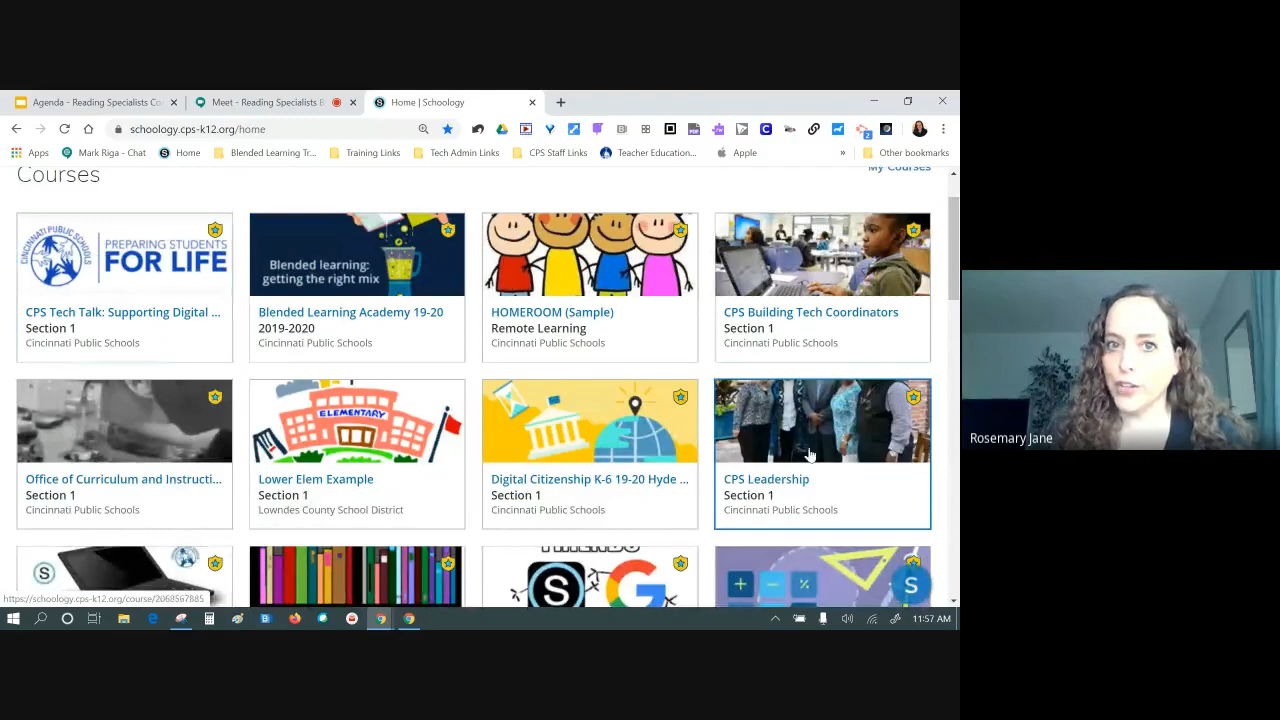 Agenda - Reading Specialists Co
Meet - Reading Specialists B
Home | Schoology
schoology.cps-k12.org/home
Apps
Mark Riga - Chat
Home
Blended Learning Tr...
Training Links
Tech Admin Links
CPS Staff Links
Teacher Education...
Apple
»
Other bookmarks
Courses
My Courses
CINCINNATI PUBLIC SCHOOLS
PREPARING STUDENTS
FOR LIFE
CPS Tech Talk: Supporting Digital ...
Section 1
Cincinnati Public Schools
Blended learning:
getting the right mix
Blended Learning Academy 19-20
2019-2020
Cincinnati Public Schools
HOMEROOM (Sample)
Remote Learning
Cincinnati Public Schools
CPS Building Tech Coordinators
Section 1
Cincinnati Public Schools
Office of Curriculum and Instructi...
Section 1
Cincinnati Public Schools
ELEMENTARY
Lower Elem Example
Section 1
Lowndes County School District
Digital Citizenship K-6 19-20 Hyde ...
Section 1
Cincinnati Public Schools
CPS Leadership
Section 1
Cincinnati Public Schools
S
S
G
+ − %
S
https://schoology.cps-k12.org/course/2068567885
11:57 AM
Rosemary Jane